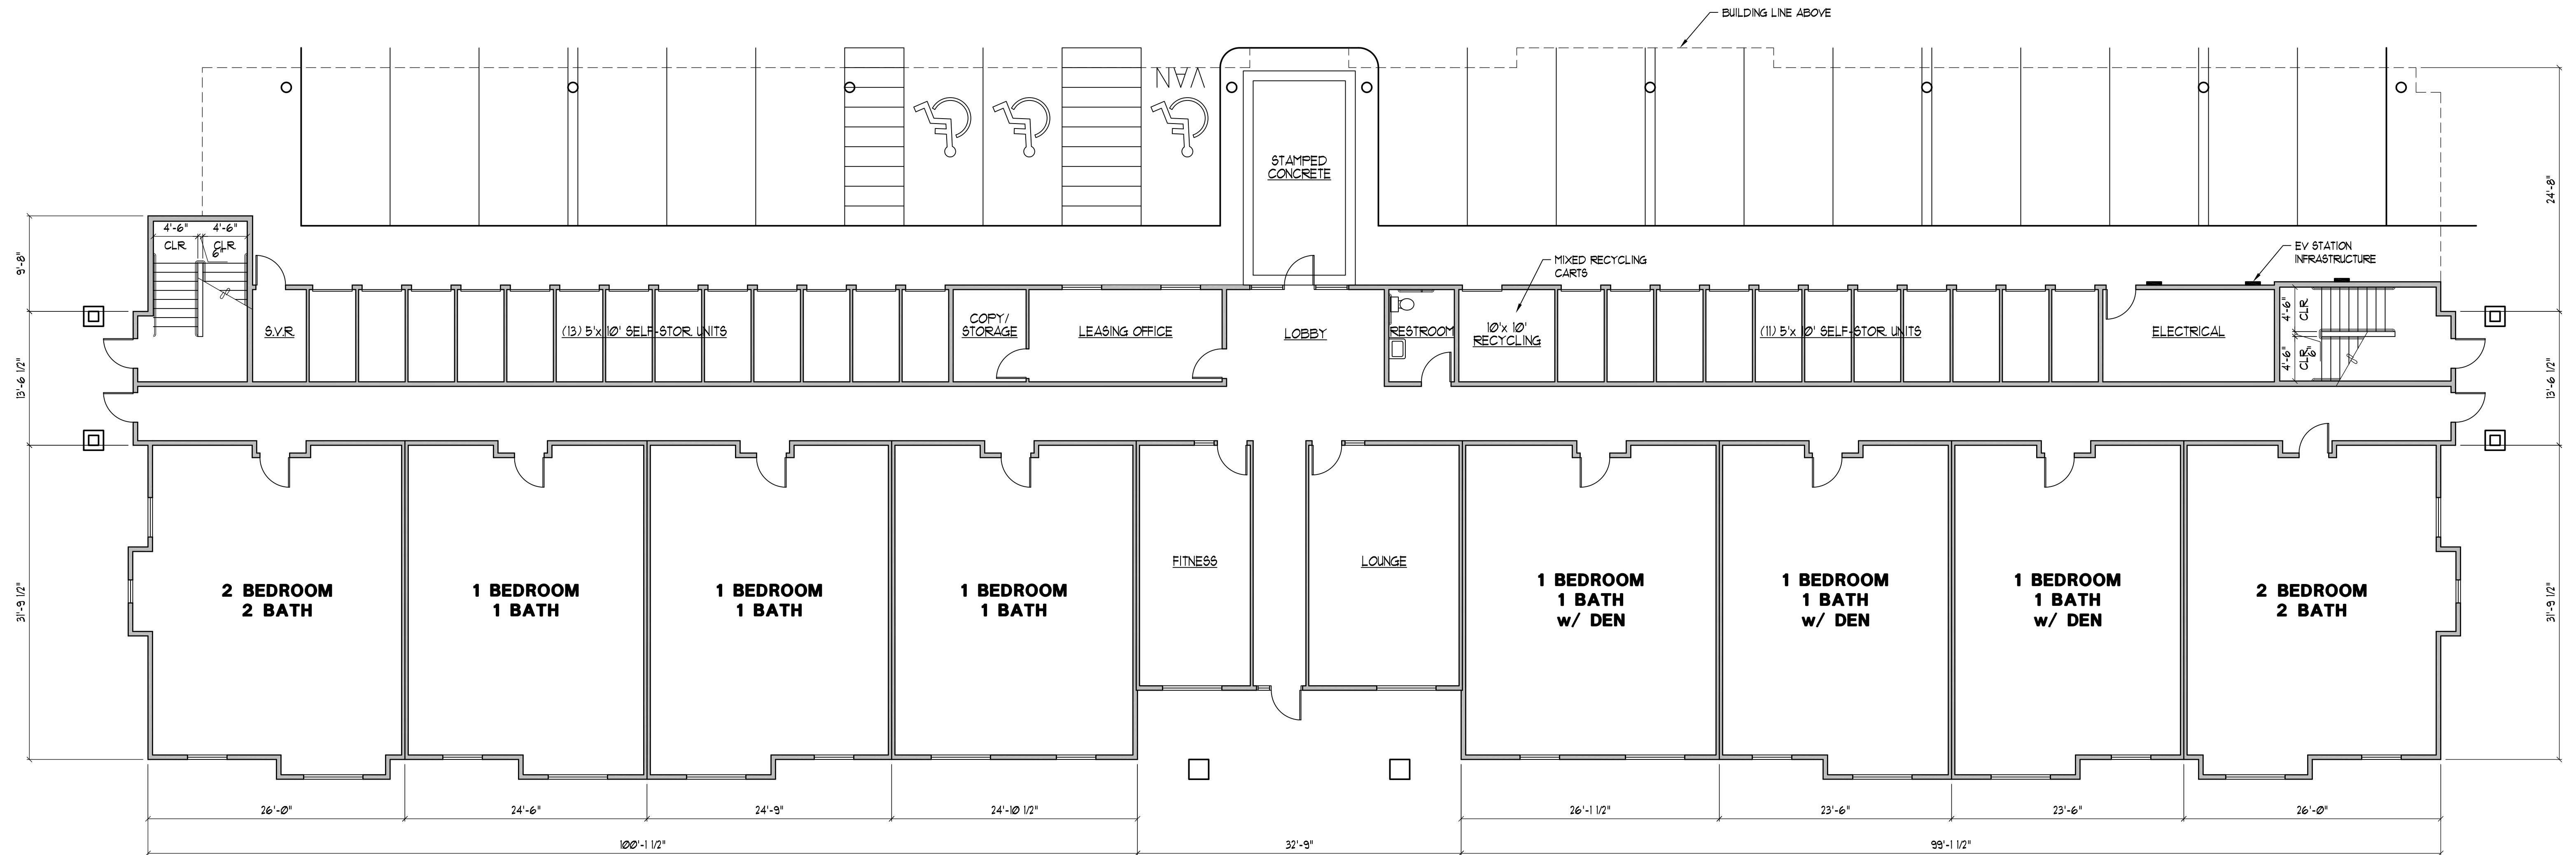 BUILDING LINE ABOVE
VAN
STAMPED
CONCRETE
24'-8"
4'-6"
4'-6"
CLR
CLR
6"
9'-8"
EV STATION
INFRASTRUCTURE
MIXED RECYCLING
CARTS
S.V.R.
(13) 5'x 10' SELF-STOR UNITS
COPY/
STORAGE
LEASING OFFICE
LOBBY
RESTROOM
10'x 10'
RECYCLING
(11) 5'x 10' SELF-STOR UNITS
ELECTRICAL
4'-6"
CLR
6"
4'-6"
CLR
13'-6 1/2"
13'-6 1/2"
FITNESS
LOUNGE
2 BEDROOM
2 BATH
1 BEDROOM
1 BATH
1 BEDROOM
1 BATH
1 BEDROOM
1 BATH
1 BEDROOM
1 BATH
w/ DEN
1 BEDROOM
1 BATH
w/ DEN
1 BEDROOM
1 BATH
w/ DEN
2 BEDROOM
2 BATH
31'-9 1/2"
31'-9 1/2"
26'-0"
24'-6"
24'-9"
24'-10 1/2"
26'-1 1/2"
23'-6"
23'-6"
26'-0"
100'-1 1/2"
32'-9"
99'-1 1/2"